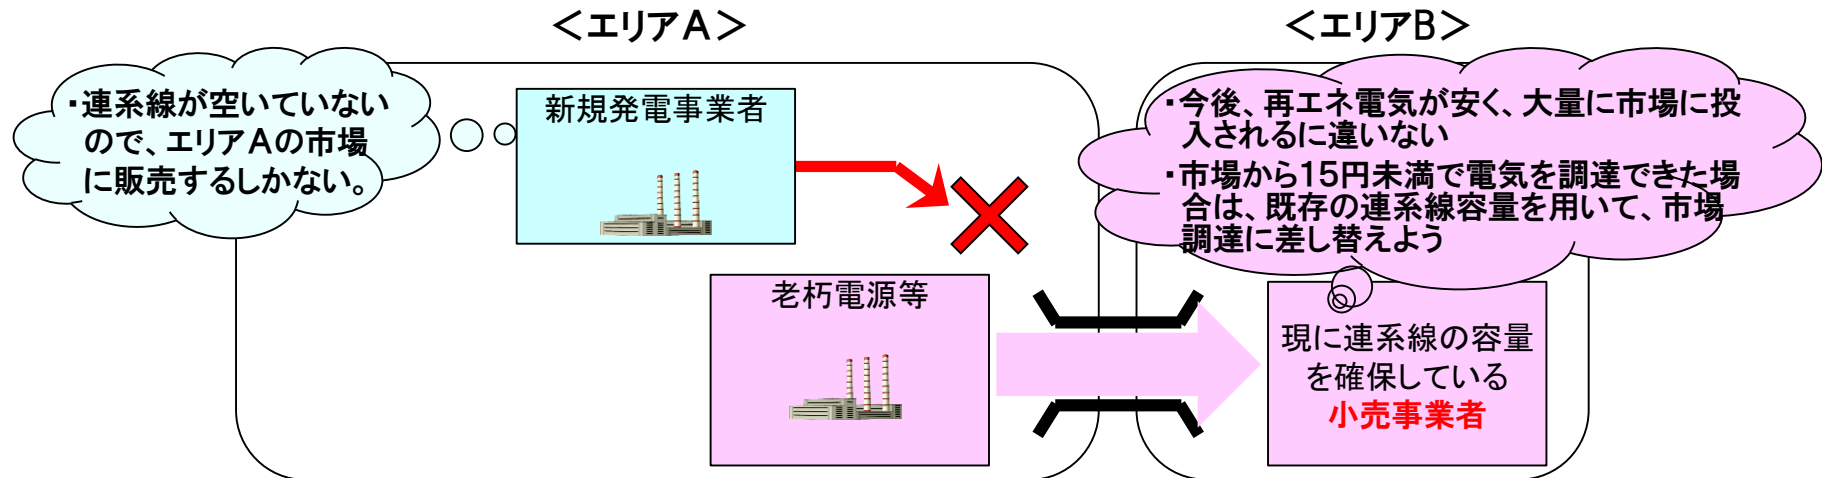 ＜エリアA＞
＜エリアB＞
・連系線が空いていない
ので、エリアAの市場
に販売するしかない。
新規発電事業者
・今後、再エネ電気が安く、大量に市場に投
入されるに違いない
・市場から15円未満で電気を調達できた場
合は、既存の連系線容量を用いて、市場
調達に差し替えよう
老朽電源等
現に連系線の容量
を確保している
小売事業者